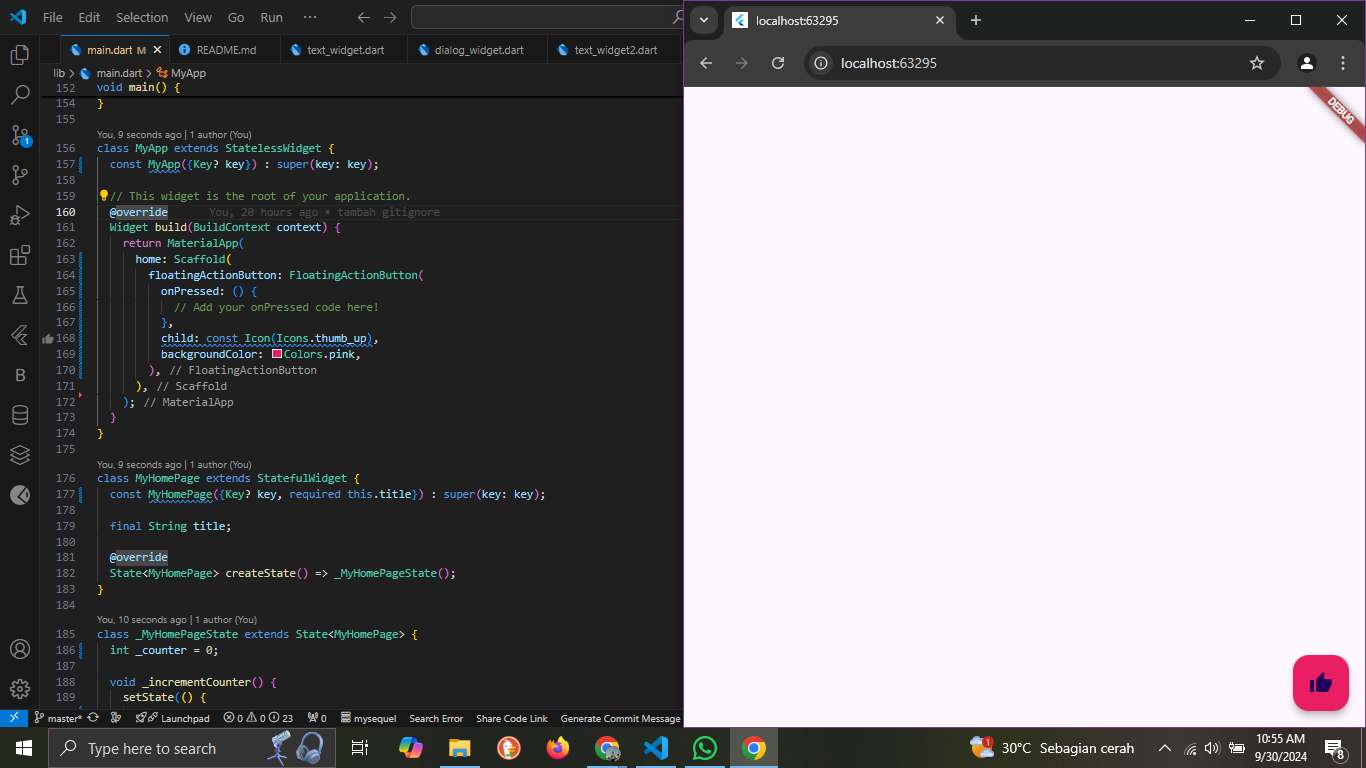 File Edit Selection View Go Run ···
main.dart M
README.md
text_widget.dart
dialog_widget.dart
text_widget2.dart
lib > main.dart > MyApp
152 void main() {
154 }
155
You, 9 seconds ago | 1 author (You)
156 class MyApp extends StatelessWidget {
157 const MyApp({Key? key}) : super(key: key);
158
159 // This widget is the root of your application.
160 @override You, 20 hours ago • tambah gitignore
161 Widget build(BuildContext context) {
162 return MaterialApp(
163 home: Scaffold(
164 floatingActionButton: FloatingActionButton(
165 onPressed: () {
166 // Add your onPressed code here!
167 },
168 child: const Icon(Icons.thumb_up),
169 backgroundColor: Colors.pink,
170 ), // FloatingActionButton
171 ), // Scaffold
172 ); // MaterialApp
173 }
174 }
175
You, 9 seconds ago | 1 author (You)
176 class MyHomePage extends StatefulWidget {
177 const MyHomePage({Key? key, required this.title}) : super(key: key);
178
179 final String title;
180
181 @override
182 State<MyHomePage> createState() => _MyHomePageState();
183 }
184
You, 10 seconds ago | 1 author (You)
185 class _MyHomePageState extends State<MyHomePage> {
186 int _counter = 0;
187
188 void _incrementCounter() {
189 setState(() {
1
B
master* Launchpad 0 0 23 0 mysequel Search Error Share Code Link Generate Commit Message
localhost:63295
localhost:63295
DEBUG
Type here to search
1
30°C Sebagian cerah
10:55 AM
9/30/2024
8